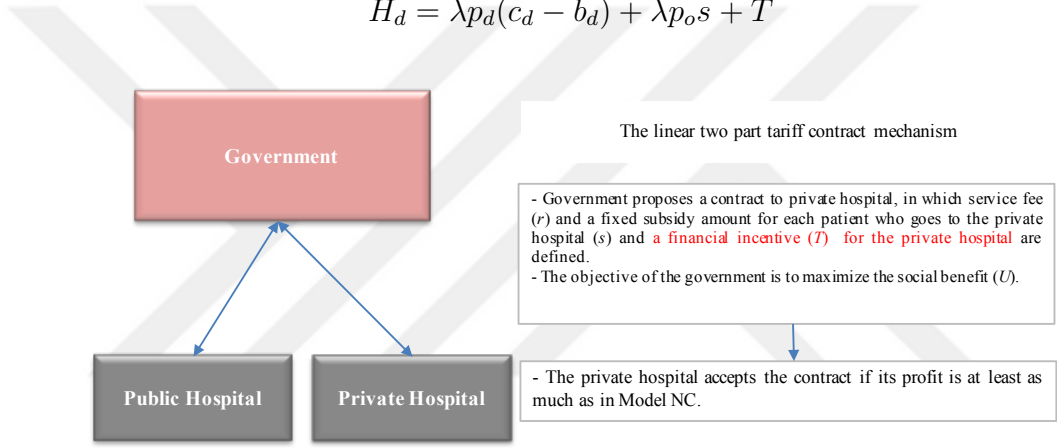 H_d = λp_d(c_d − b_d) + λp_o s + T
The linear two part tariff contract mechanism
Government
- Government proposes a contract to private hospital, in which service fee
(r) and a fixed subsidy amount for each patient who goes to the private
hospital (s) and a financial incentive (T) for the private hospital are
defined.
- The objective of the government is to maximize the social benefit (U).
Public Hospital
Private Hospital
- The private hospital accepts the contract if its profit is at least as
much as in Model NC.